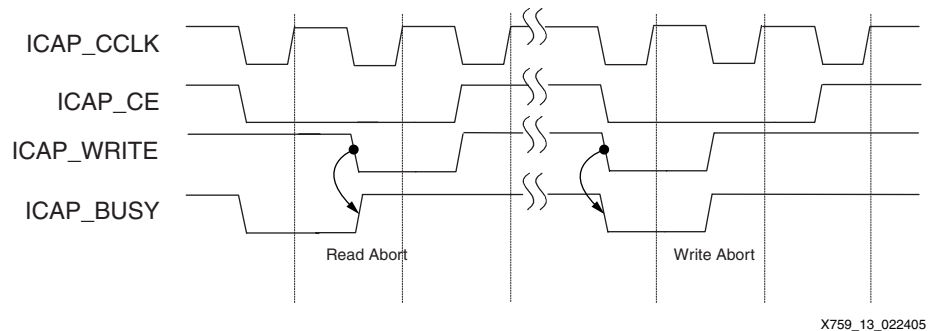 ICAP_CCLK
ICAP_CE
ICAP_WRITE
ICAP_BUSY
Read Abort
Write Abort
X759_13_022405